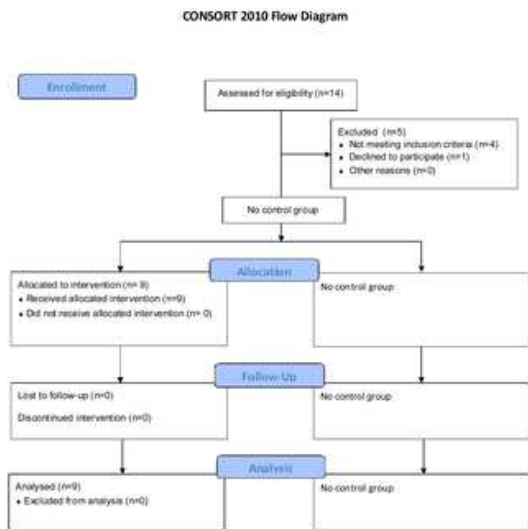 CONSORT 2010 Flow Diagram
Enrollment
Assessed for eligibility (n=14)
Excluded (n=5)
• Not meeting inclusion criteria (n=4)
• Declined to participate (n=1)
• Other reasons (n=0)
No control group
Allocation
Allocated to intervention (n= 9)
• Received allocated intervention (n=9)
• Did not receive allocated intervention (n= 0)
No control group
Follow-Up
Lost to follow-up (n=0)
Discontinued intervention (n=0)
No control group
Analysis
Analysed (n=9)
• Excluded from analysis (n=0)
No control group